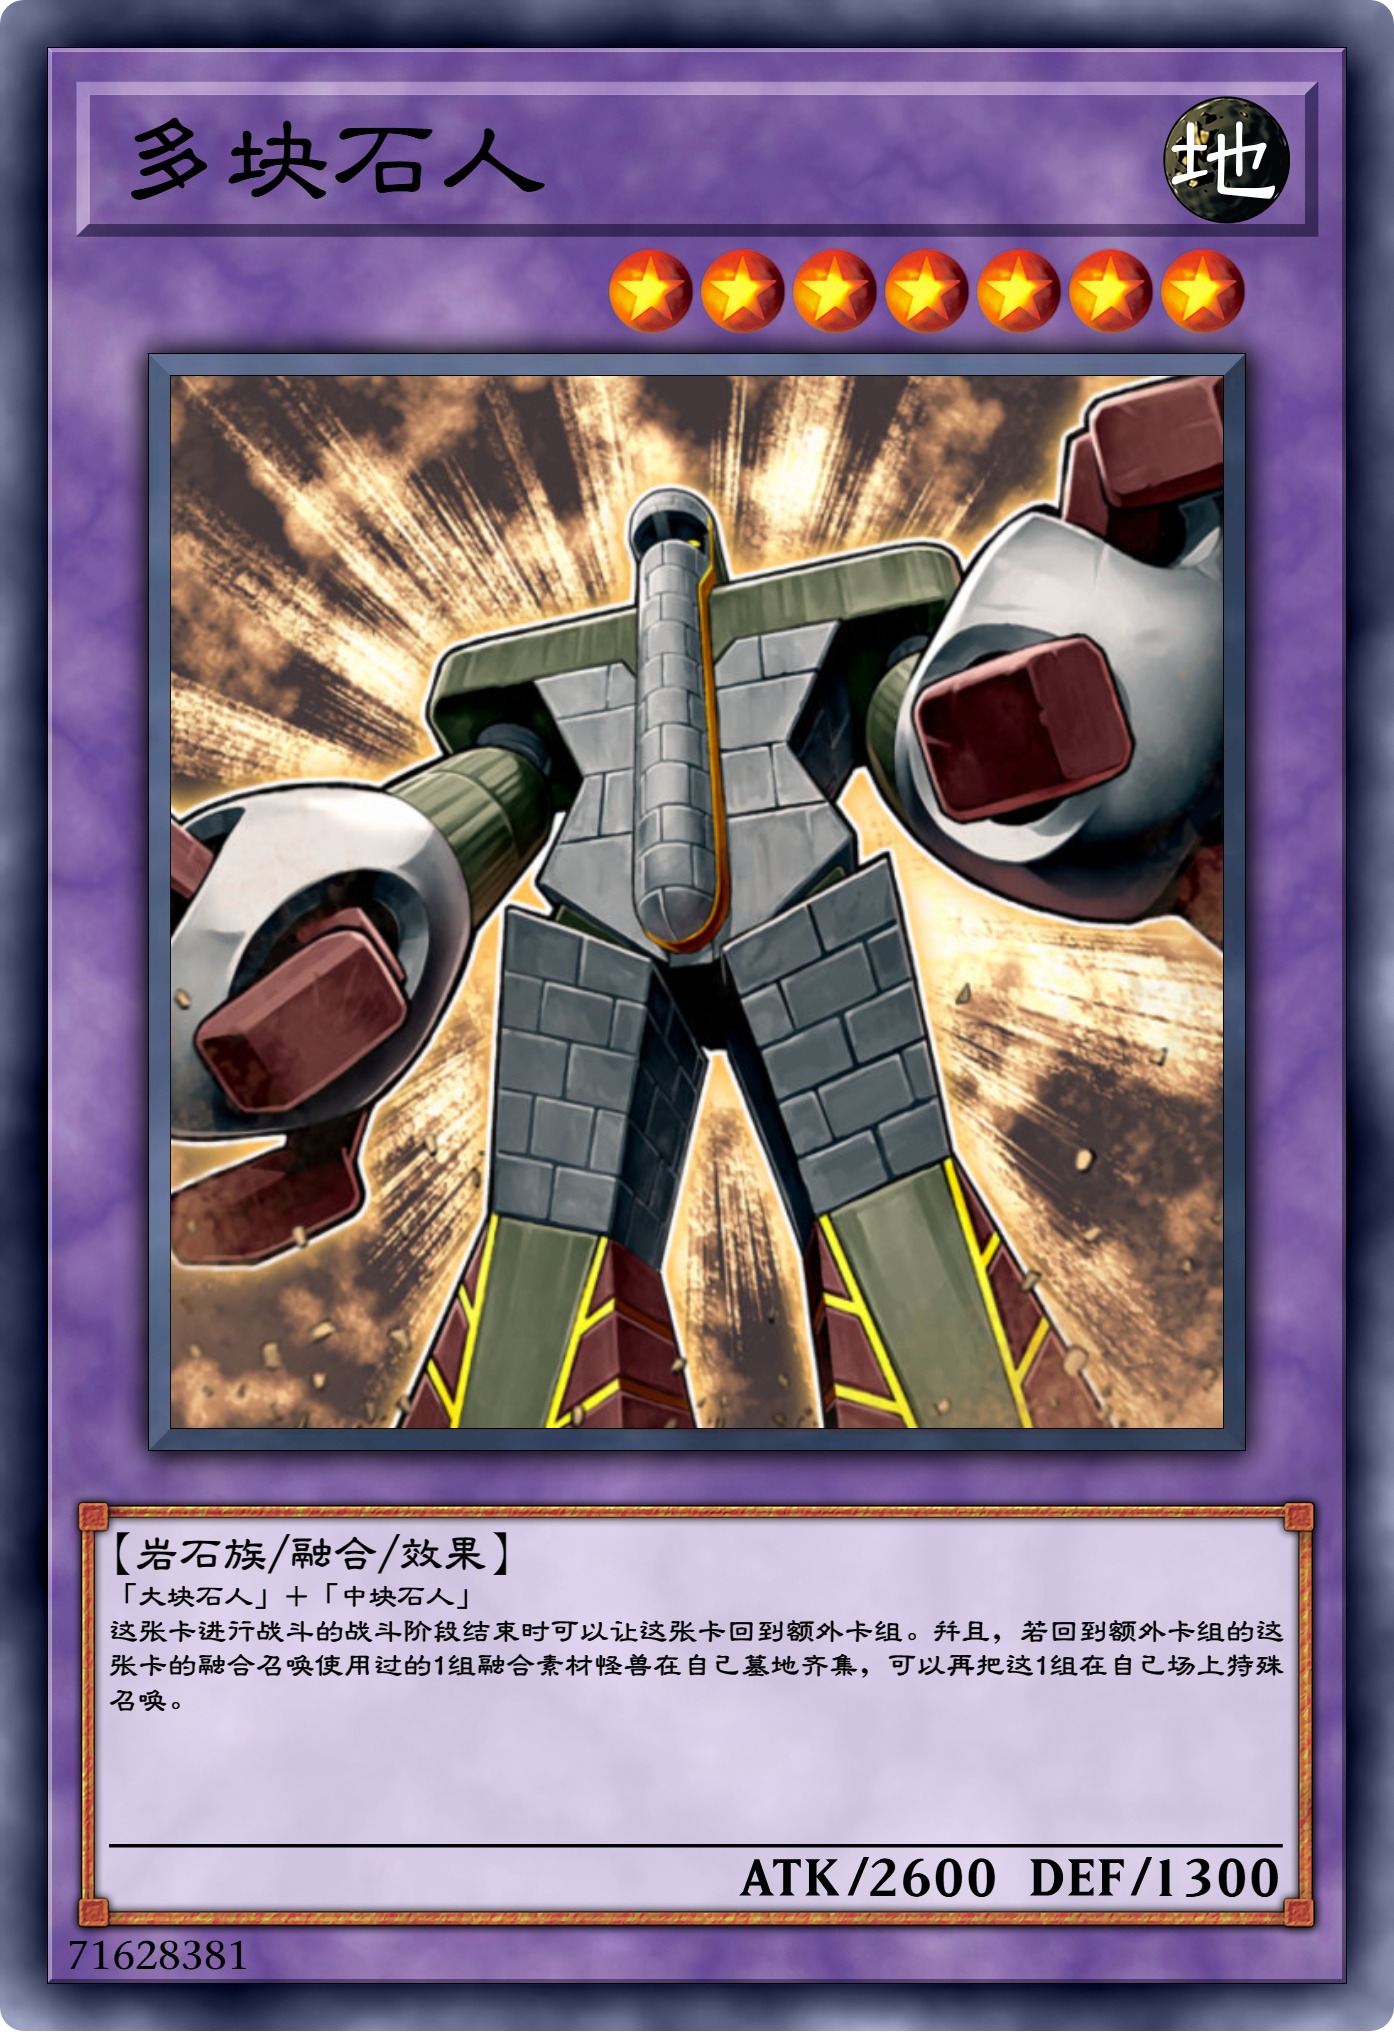 多块石人
地
【岩石族/融合/效果】
「大块石人」＋「中块石人」
这张卡进行战斗的战斗阶段结束时可以让这张卡回到额外卡组。并且，若回到额外卡组的这
张卡的融合召唤使用过的1组融合素材怪兽在自己墓地齐集，可以再把这1组在自己场上特殊
召唤。
ATK/2600 DEF/1300
71628381